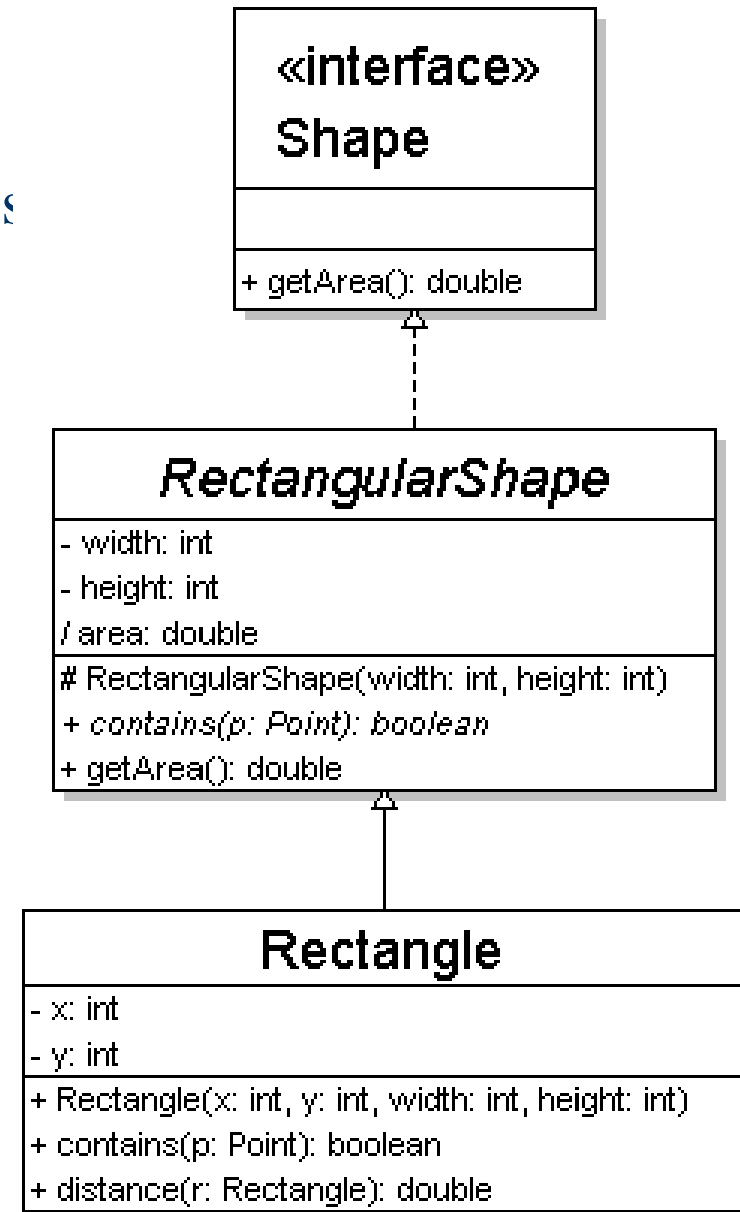 «interface»
Shape
+ getArea(): double
RectangularShape
- width: int
- height: int
/ area: double
# RectangularShape(width: int, height: int)
+ contains(p: Point): boolean
+ getArea(): double
Rectangle
- x: int
- y: int
+ Rectangle(x: int, y: int, width: int, height: int)
+ contains(p: Point): boolean
+ distance(r: Rectangle): double